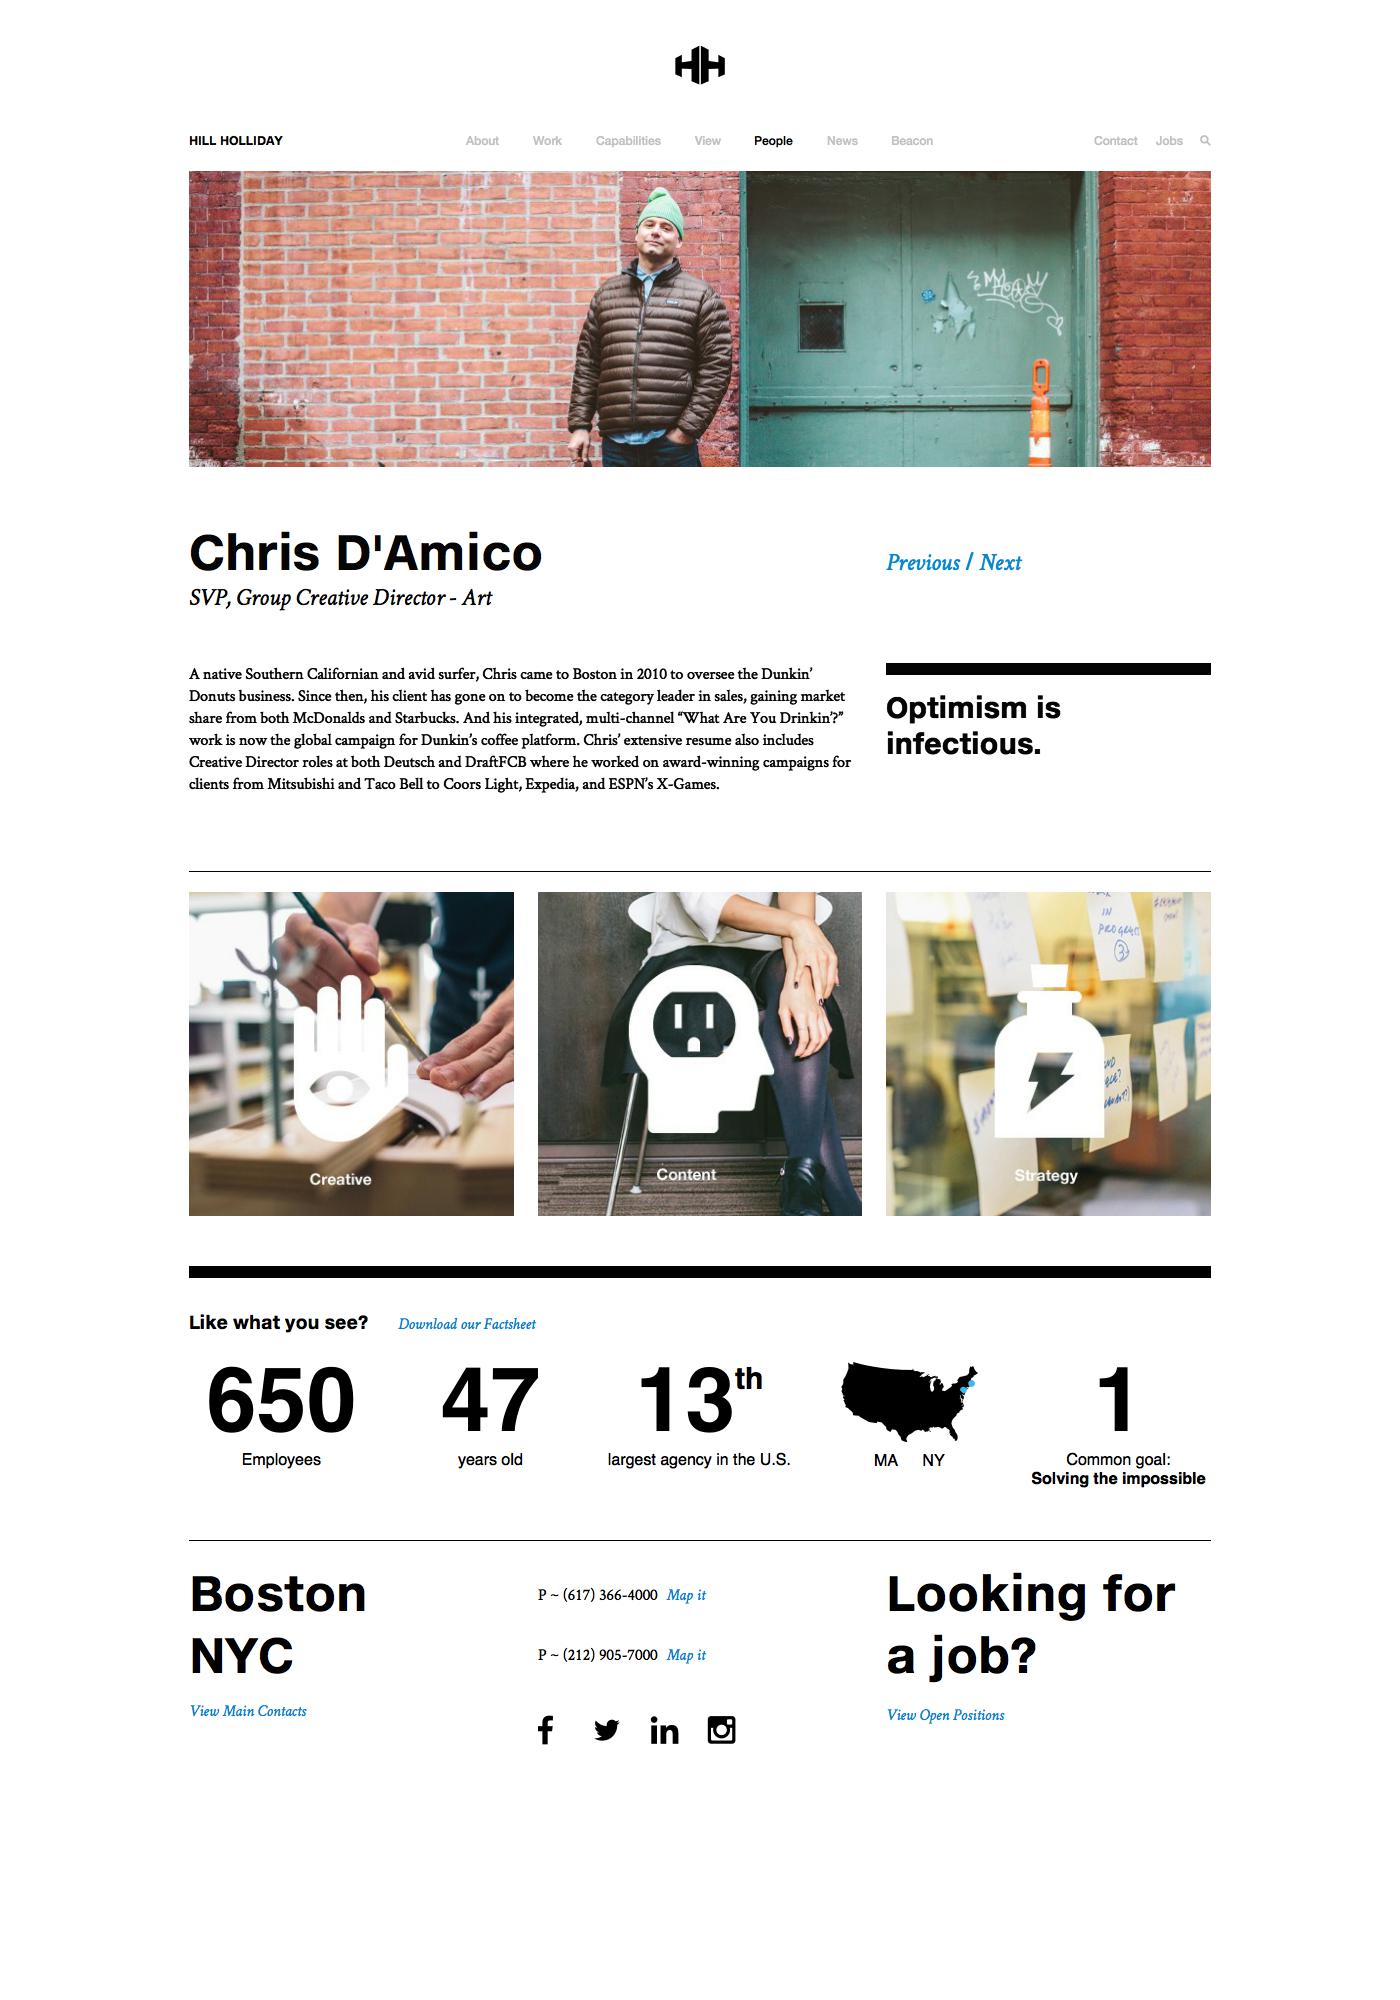 HILL HOLLIDAY
About Work Capabilities View People News Beacon
Contact Jobs
Chris D'Amico
SVP, Group Creative Director - Art
Previous / Next
A native Southern Californian and avid surfer, Chris came to Boston in 2010 to oversee the Dunkin’
Donuts business. Since then, his client has gone on to become the category leader in sales, gaining market
share from both McDonalds and Starbucks. And his integrated, multi-channel “What Are You Drinkin’?”
work is now the global campaign for Dunkin’s coffee platform. Chris’ extensive resume also includes
Creative Director roles at both Deutsch and DraftFCB where he worked on award-winning campaigns for
clients from Mitsubishi and Taco Bell to Coors Light, Expedia, and ESPN’s X-Games.
Optimism is
infectious.
IN
PROGRESS
3
Creative
Content
Strategy
Like what you see? Download our Factsheet
650
Employees
47
years old
13th
largest agency in the U.S.
MA NY
1
Common goal:
Solving the impossible
Boston
NYC
View Main Contacts
P ~ (617) 366-4000 Map it
P ~ (212) 905-7000 Map it
Looking for
a job?
View Open Positions